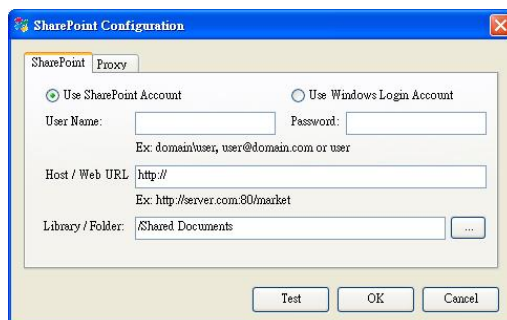 SharePoint Configuration
SharePoint Proxy
Use SharePoint Account Use Windows Login Account
User Name: Password:
Ex: domain\user, user@domain.com or user
Host / Web URL http://
Ex: http://server.com:80/market
Library / Folder: /Shared Documents ...
Test OK Cancel